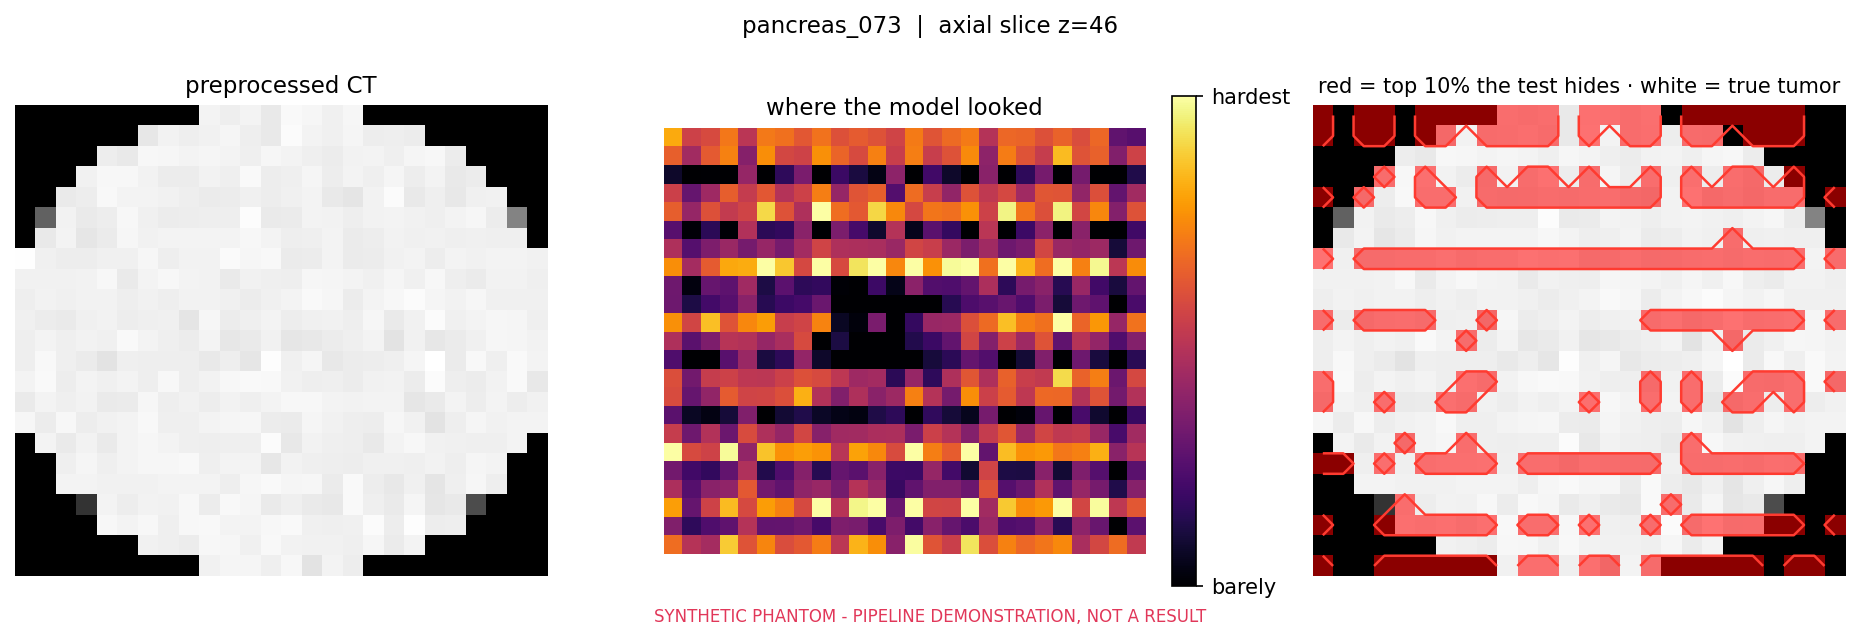 pancreas_073 | axial slice z=46
preprocessed CT
where the model looked
hardest
barely
red = top 10% the test hides · white = true tumor
SYNTHETIC PHANTOM - PIPELINE DEMONSTRATION, NOT A RESULT